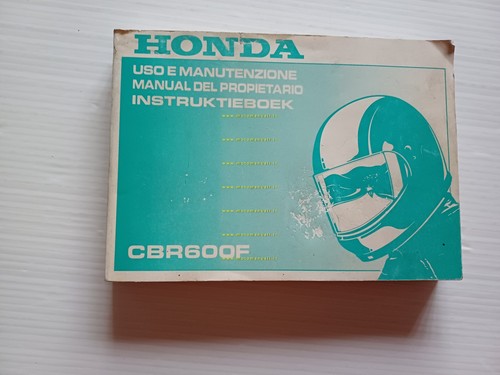 HONDA
USO E MANUTENZIONE
MANUAL DEL PROPIETARIO
INSTRUKTIEBOEK
CBR600F